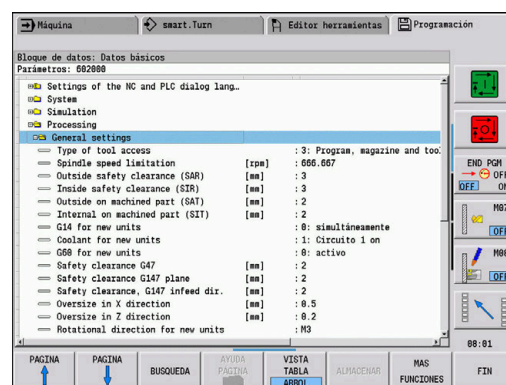 Máquina
smart.Turn
Editor herramientas
Programación
Bloque de datos: Datos básicos
Parámetros: 602000
Settings of the NC and PLC dialog lang…
System
Simulation
Processing
General settings
Type of tool access : 3: Program, magazine and too
Spindle speed limitation [rpm] : 666.667
Outside safety clearance (SAR) [mm] : 3
Inside safety clearance (SIR) [mm] : 3
Outside on machined part (SAT) [mm] : 2
Internal on machined part (SIT) [mm] : 2
G14 for new units : 0: simultáneamente
Coolant for new units : 1: Circuito 1 on
G60 for new units : 0: activo
Safety clearance G47 [mm] : 2
Safety clearance G147 plane [mm] : 2
Safety clearance, G147 infeed dir. [mm] : 2
Oversize in X direction [mm] : 0.5
Oversize in Z direction [mm] : 0.2
Rotational direction for new units : M3
END PGM
OFF
OFF ON
M07
OFF
M08
OFF
08:01
PAGINA
PAGINA
BUSQUEDA
AYUDA
PAGINA
VISTA
TABLA
ARBOL
ALMACENAR
MAS
FUNCIONES
FIN